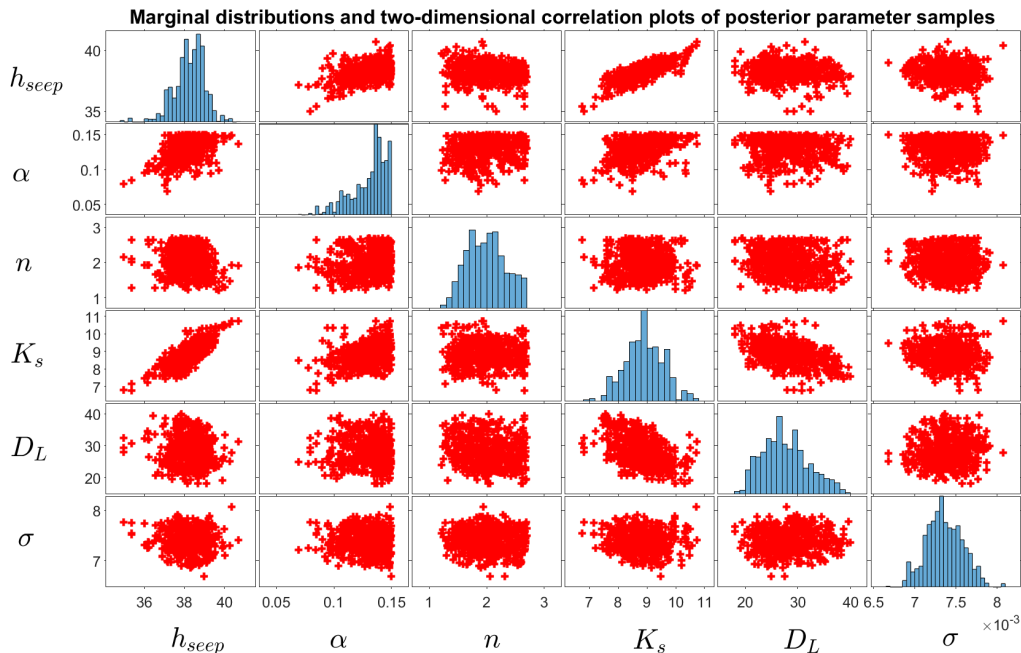 Marginal distributions and two-dimensional correlation plots of posterior parameter samples
h_seep
40
35
α
0.15
0.1
0.05
n
3
2
1
K_s
11
10
9
8
7
D_L
40
30
20
σ
8
7
36 38 40 0.05 0.1 0.15 1 2 3 7 8 9 10 11 20 30 40 6.5 7 7.5 8
×10⁻³
h_seep α n K_s D_L σ